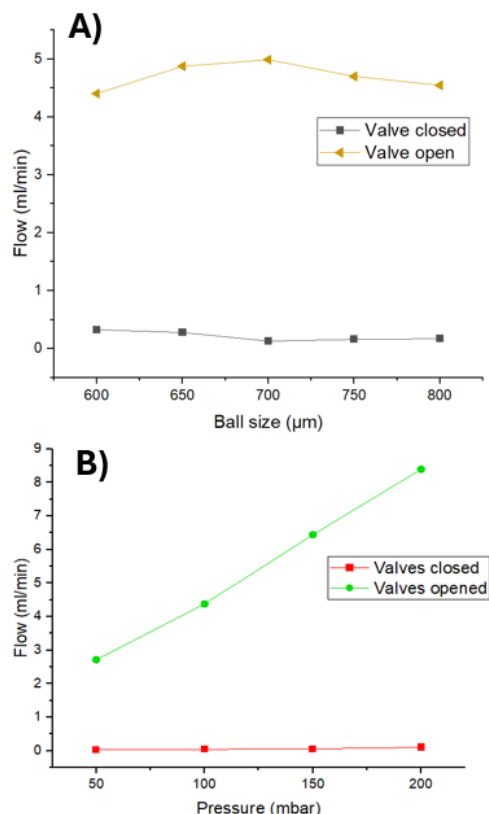 A)
5
4
3
2
1
0
Flow (ml/min)
Valve closed
Valve open
600 650 700 750 800
Ball size (µm)
B)
9
8
7
6
5
4
3
2
1
0
Flow (ml/min)
Valves closed
Valves opened
50 100 150 200
Pressure (mbar)